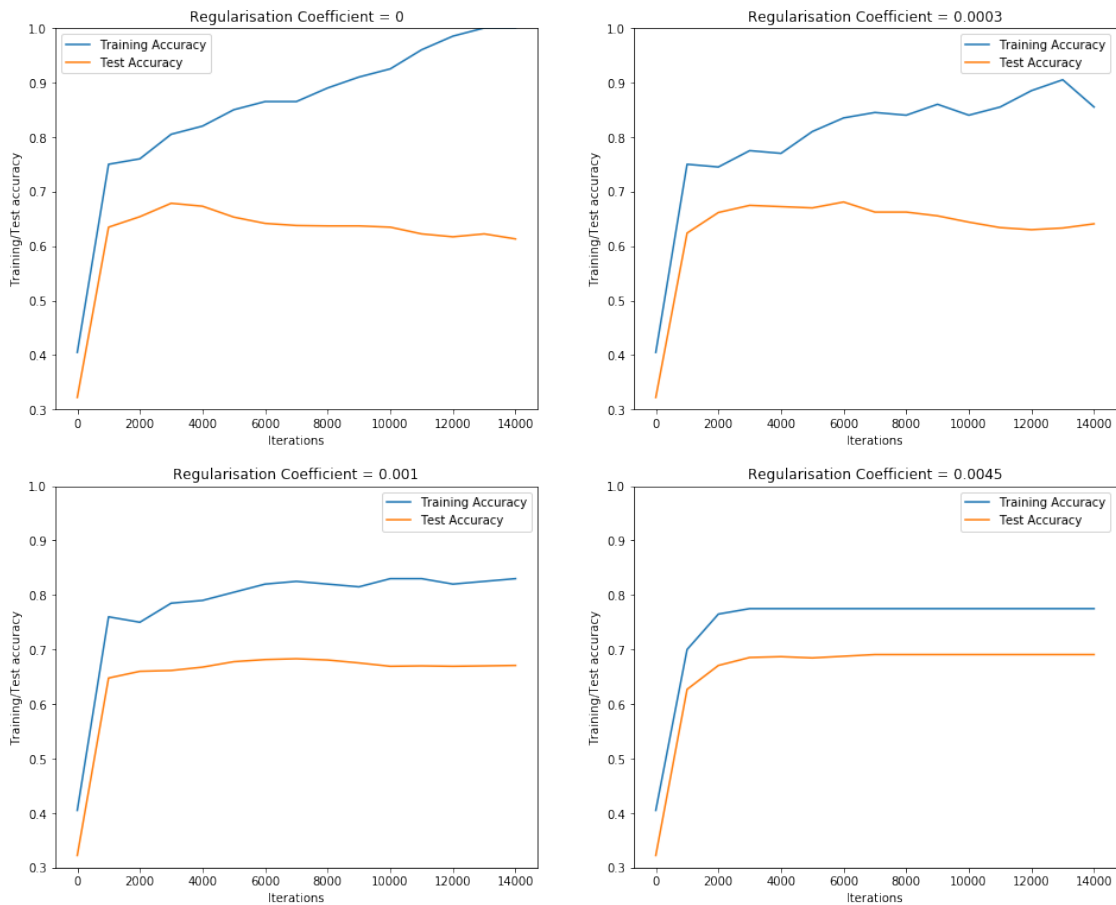 Regularisation Coefficient = 0
Training Accuracy
Test Accuracy
1.0
0.9
0.8
0.7
0.6
0.5
0.4
0.3
Training/Test accuracy
0 2000 4000 6000 8000 10000 12000 14000
Iterations
Regularisation Coefficient = 0.0003
Training Accuracy
Test Accuracy
1.0
0.9
0.8
0.7
0.6
0.5
0.4
0.3
Training/Test accuracy
0 2000 4000 6000 8000 10000 12000 14000
Iterations
Regularisation Coefficient = 0.001
Training Accuracy
Test Accuracy
1.0
0.9
0.8
0.7
0.6
0.5
0.4
0.3
Training/Test accuracy
0 2000 4000 6000 8000 10000 12000 14000
Iterations
Regularisation Coefficient = 0.0045
Training Accuracy
Test Accuracy
1.0
0.9
0.8
0.7
0.6
0.5
0.4
0.3
Training/Test accuracy
0 2000 4000 6000 8000 10000 12000 14000
Iterations